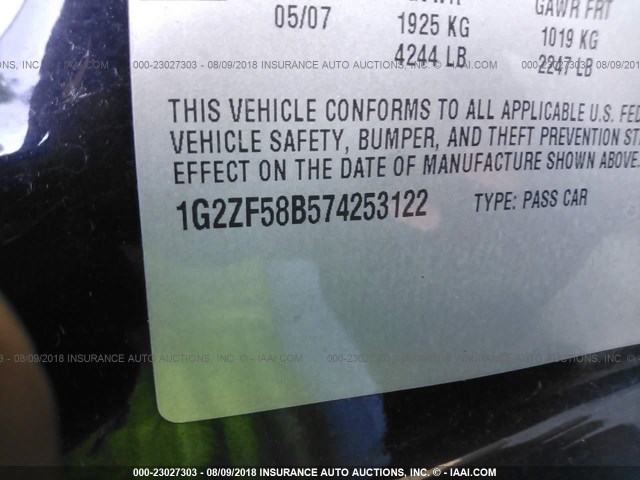 05/07
1925 KG
4244 LB
GAWR FRT
1019 KG
2247 LB
THIS VEHICLE CONFORMS TO ALL APPLICABLE U.S.
VEHICLE SAFETY, BUMPER, AND THEFT PREVENTION
EFFECT ON THE DATE OF MANUFACTURE SHOWN ABOVE.
1G2ZF58B574253122 TYPE: PASS CAR
000-23027303 - 08/09/2018 INSURANCE AUTO AUCTIONS INC. - © - IAAI.COM